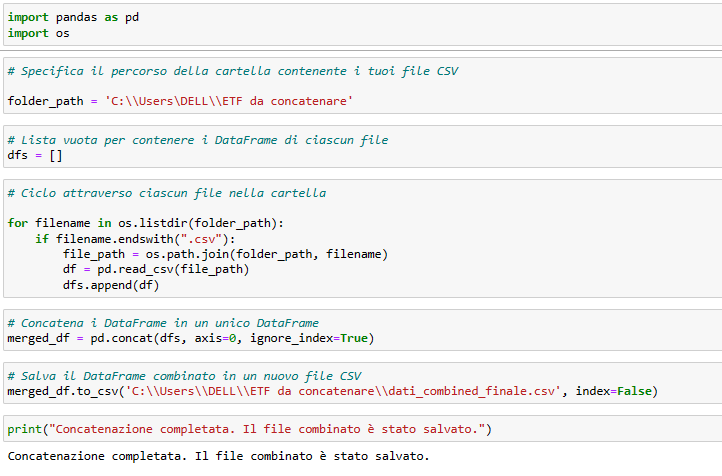 import pandas as pd
import os
# Specifica il percorso della cartella contenente i tuoi file CSV
folder_path = 'C:\\Users\DELL\\ETF da concatenare'
# Lista vuota per contenere i DataFrame di ciascun file
dfs = []
# Ciclo attraverso ciascun file nella cartella
for filename in os.listdir(folder_path):
    if filename.endswith(".csv"):
        file_path = os.path.join(folder_path, filename)
        df = pd.read_csv(file_path)
        dfs.append(df)
# Concatena i DataFrame in un unico DataFrame
merged_df = pd.concat(dfs, axis=0, ignore_index=True)
# Salva il DataFrame combinato in un nuovo file CSV
merged_df.to_csv('C:\\Users\\DELL\\ETF da concatenare\\dati_combined_finale.csv', index=False)
print("Concatenazione completata. Il file combinato è stato salvato.")
Concatenazione completata. Il file combinato è stato salvato.